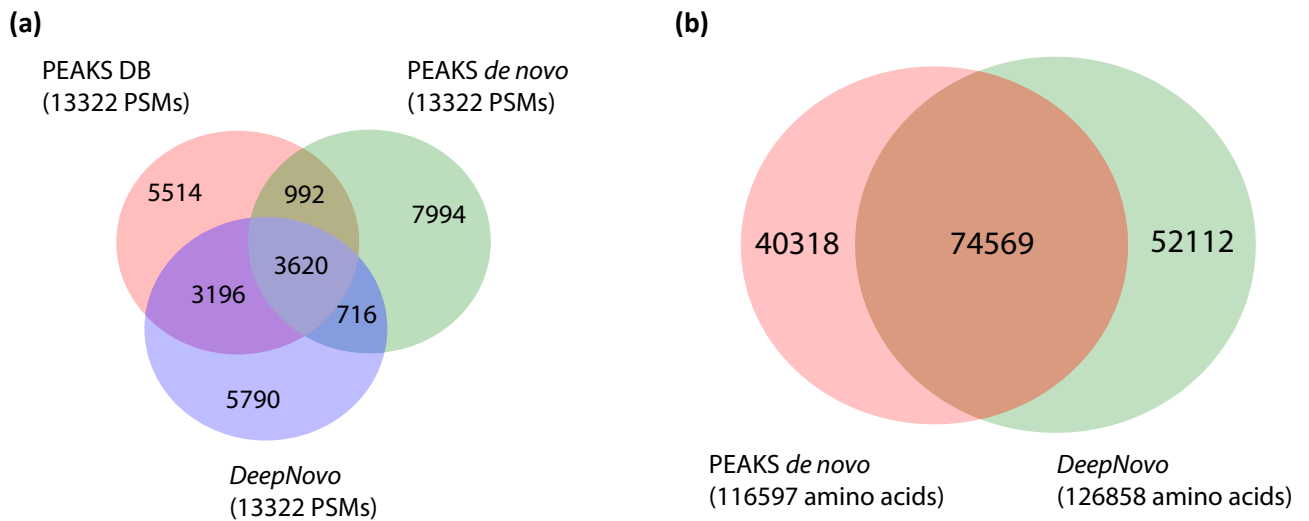 (a)
PEAKS DB
(13322 PSMs)
PEAKS de novo
(13322 PSMs)
5514
992
7994
3620
3196
716
5790
DeepNovo
(13322 PSMs)
(b)
40318
74569
52112
PEAKS de novo
(116597 amino acids)
DeepNovo
(126858 amino acids)